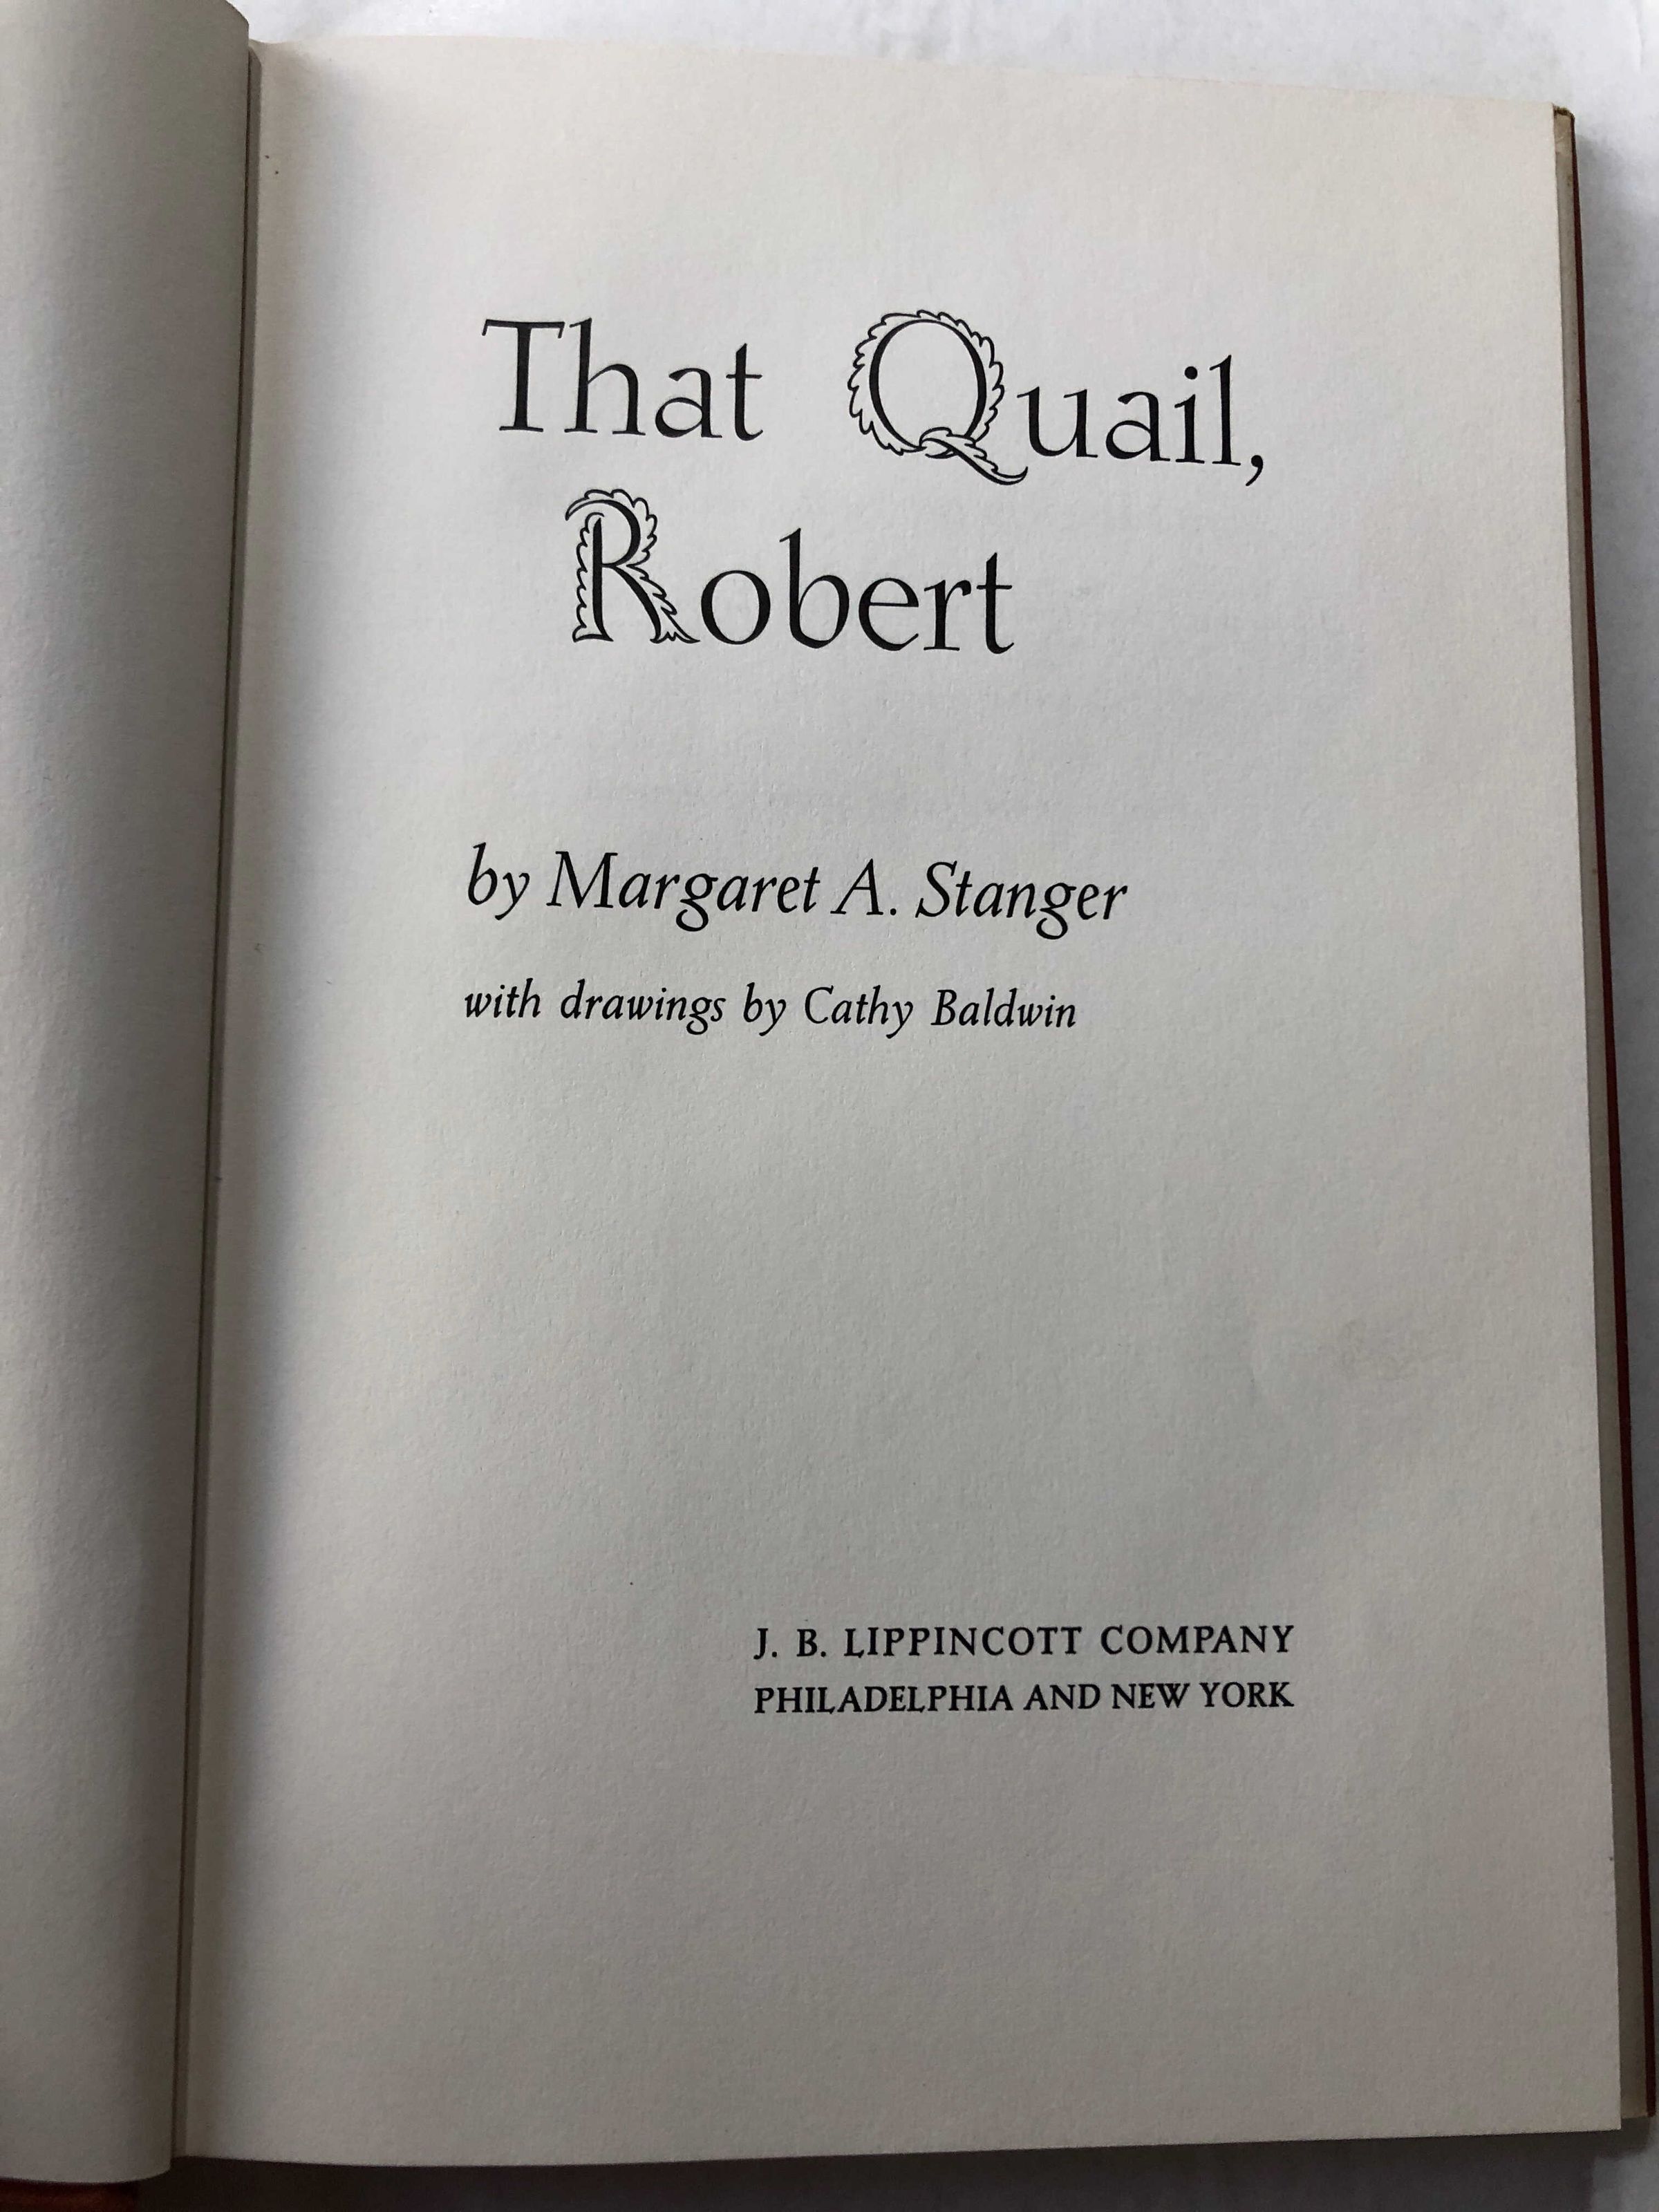 That Quail,
Robert
by Margaret A. Stanger
with drawings by Cathy Baldwin
J. B. LIPPINCOTT COMPANY
PHILADELPHIA AND NEW YORK